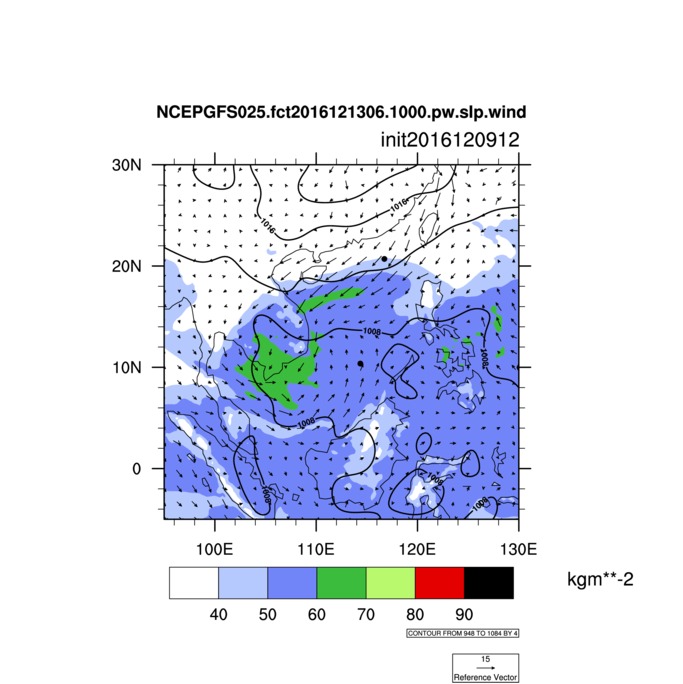 NCEPGFS025.fct2016121306.1000.pw.slp.wind
init2016120912
30N
1016
1016
20N
1008
1008
10N
1008
0
1008
1008
1008
100E 110E 120E 130E
kgm**-2
40 50 60 70 80 90
CONTOUR FROM 948 TO 1084 BY 4
15
Reference Vector